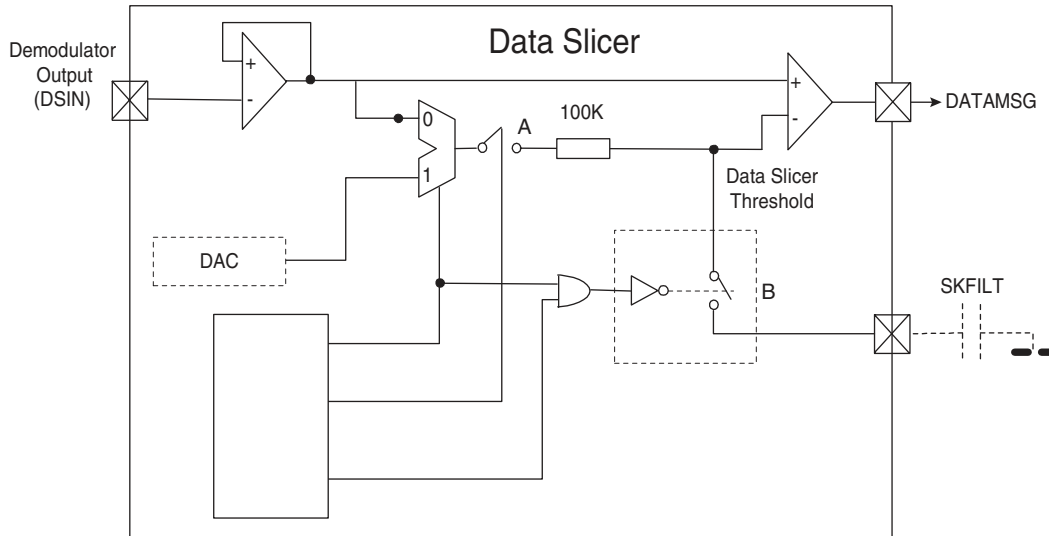 Data Slicer
Demodulator
Output
(DSIN)
+
-
+
-
DATAMSG
0
1
A
100K
Data Slicer
Threshold
DAC
B
SKFILT